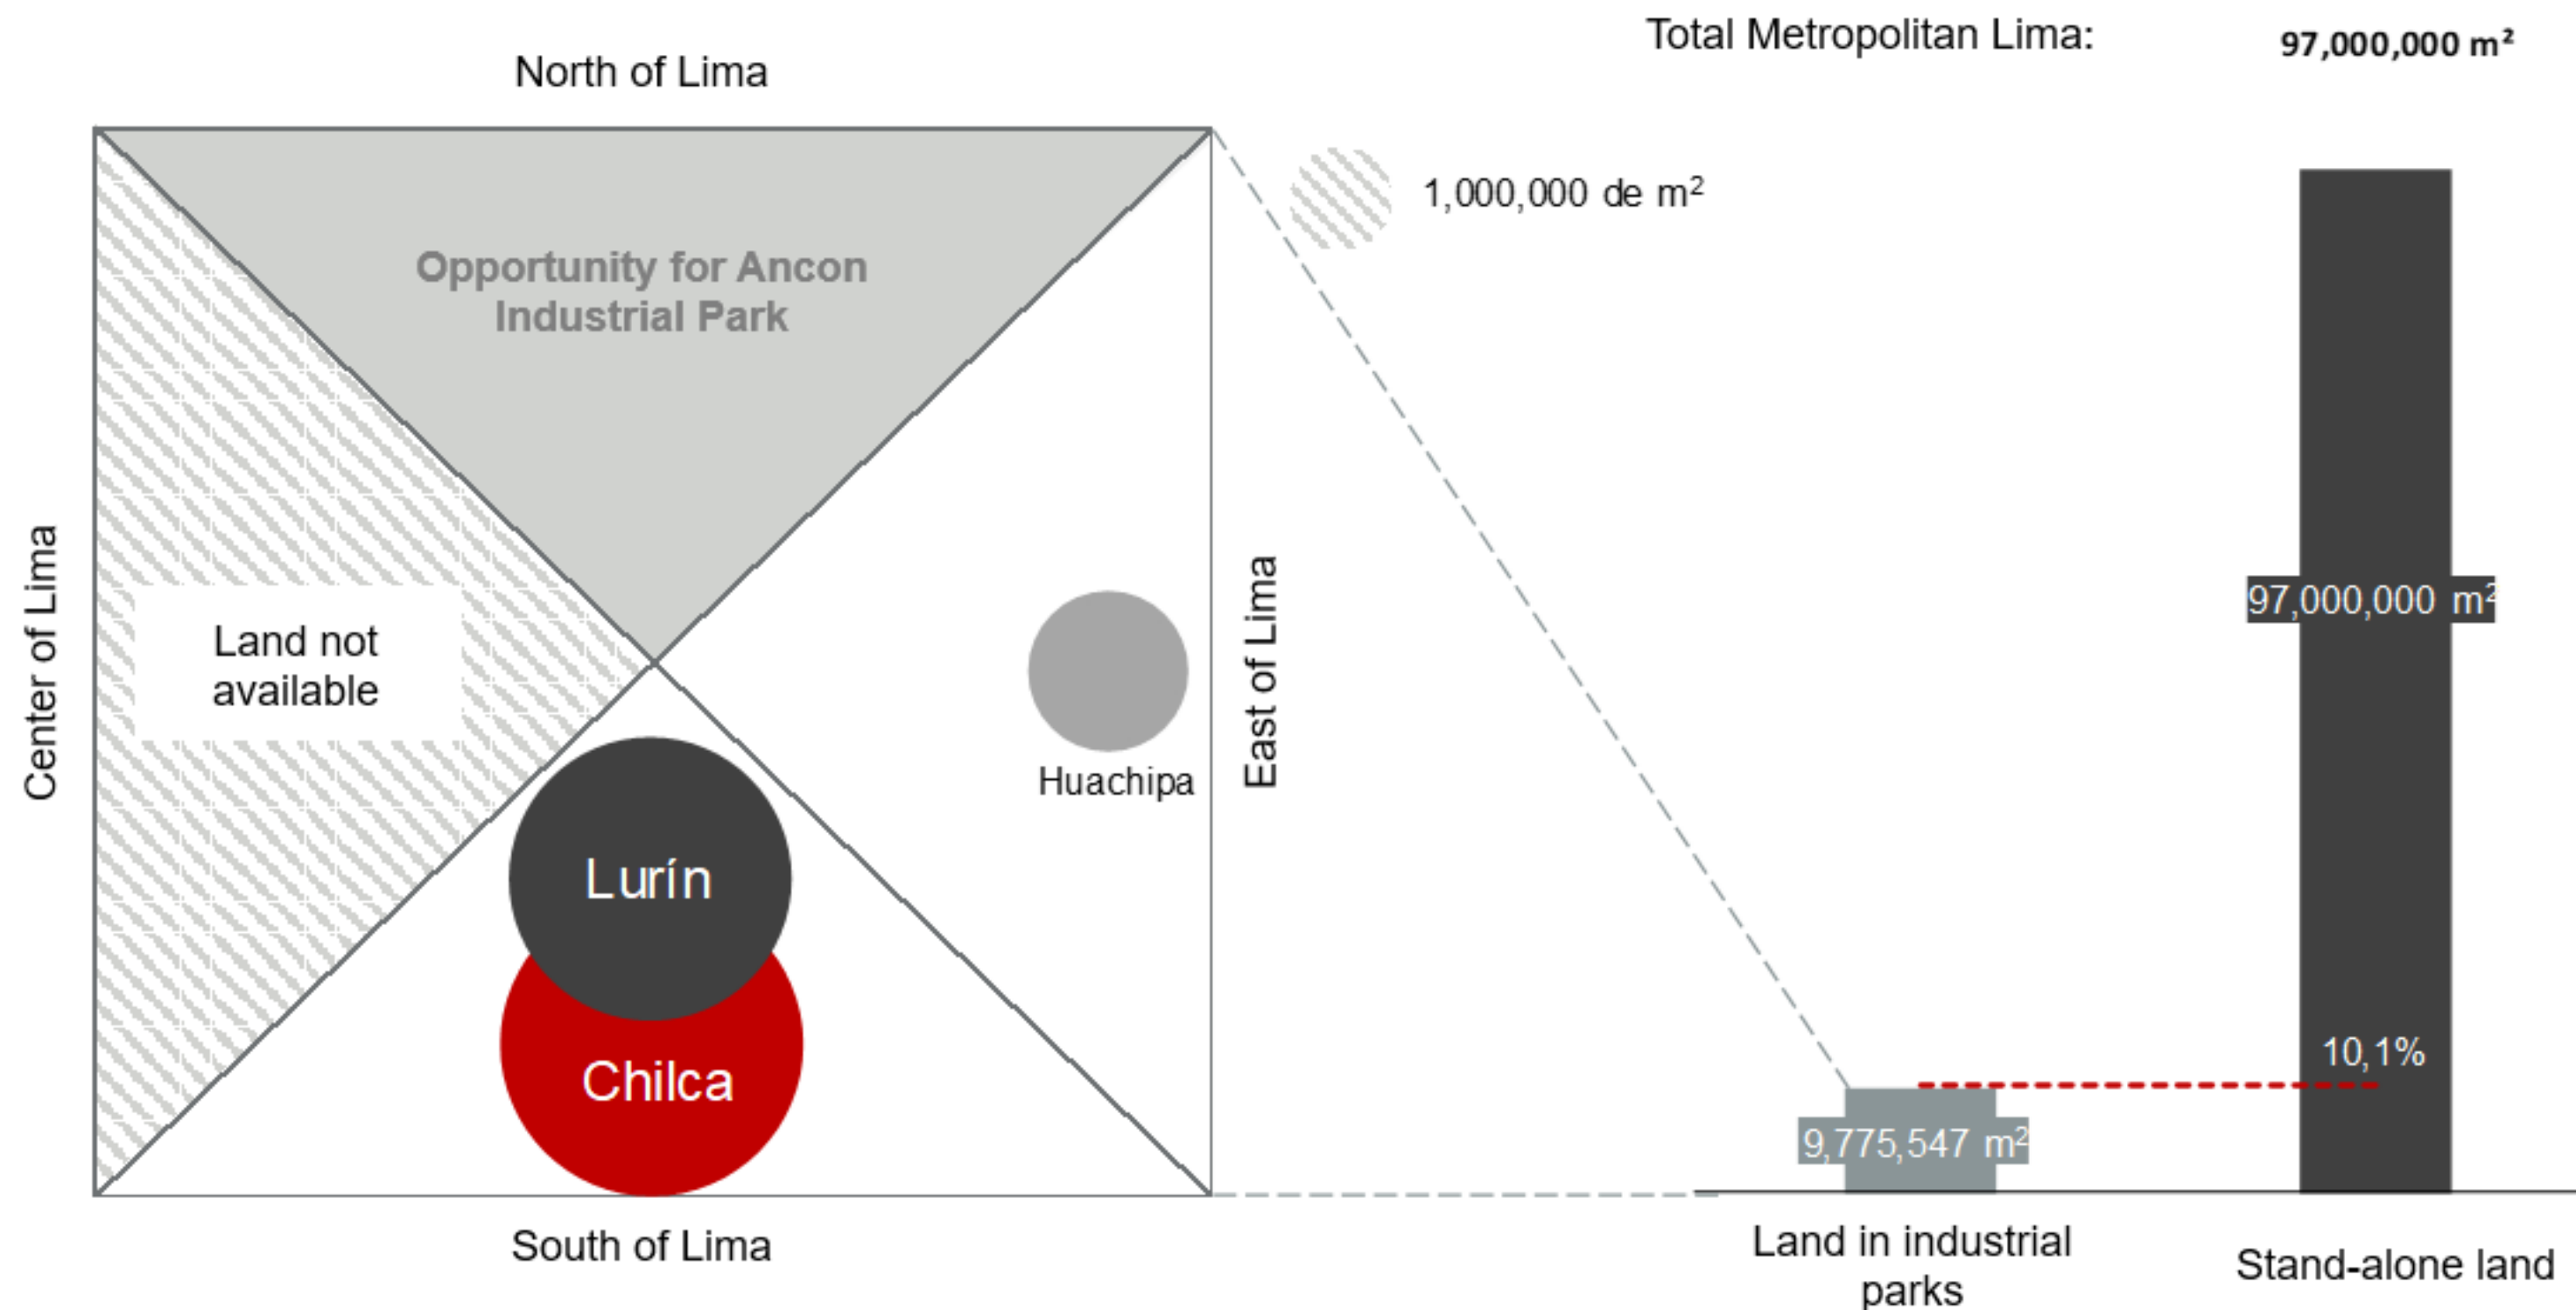 Total Metropolitan Lima: 97,000,000 m²
North of Lima
1,000,000 de m²
Opportunity for Ancon
Industrial Park
Center of Lima
Land not
available
East of Lima
Huachipa
97,000,000 m²
Lurín
Chilca
10,1%
9,775,547 m²
South of Lima
Land in industrial
parks
Stand-alone land